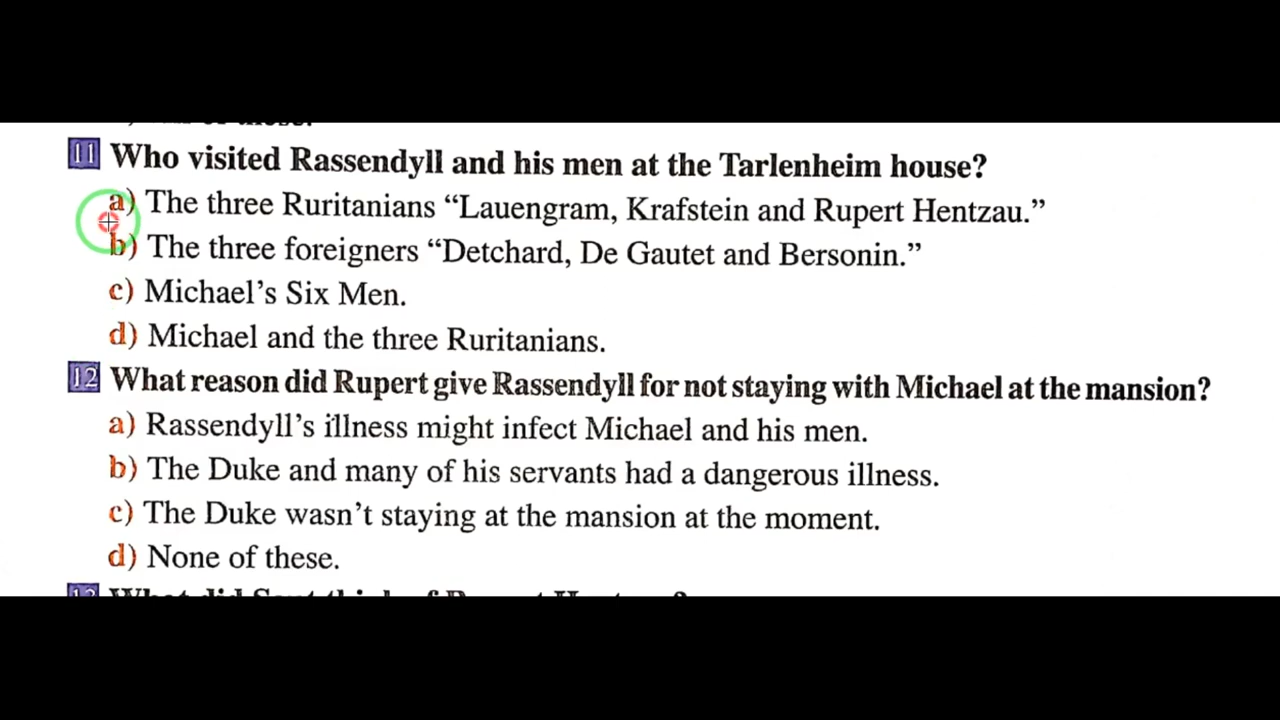 11 Who visited Rassendyll and his men at the Tarlenheim house?
a) The three Ruritanians “Lauengram, Krafstein and Rupert Hentzau.”
b) The three foreigners “Detchard, De Gautet and Bersonin.”
c) Michael’s Six Men.
d) Michael and the three Ruritanians.
12 What reason did Rupert give Rassendyll for not staying with Michael at the mansion?
a) Rassendyll’s illness might infect Michael and his men.
b) The Duke and many of his servants had a dangerous illness.
c) The Duke wasn’t staying at the mansion at the moment.
d) None of these.